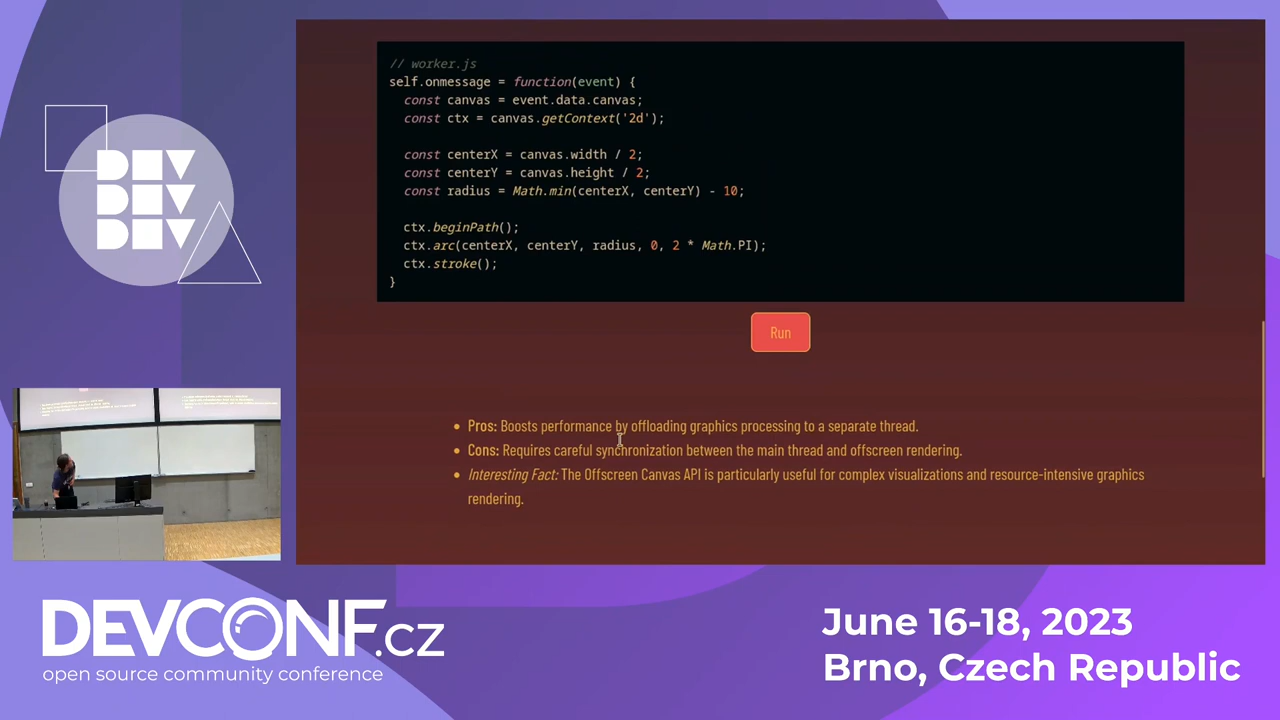 // worker.js
self.onmessage = function(event) {
const canvas = event.data.canvas;
const ctx = canvas.getContext('2d');
const centerX = canvas.width / 2;
const centerY = canvas.height / 2;
const radius = Math.min(centerX, centerY) - 10;
ctx.beginPath();
ctx.arc(centerX, centerY, radius, 0, 2 * Math.PI);
ctx.stroke();
}
Run
• Pros: Boosts performance by offloading graphics processing to a separate thread.
• Cons: Requires careful synchronization between the main thread and offscreen rendering.
• Interesting Fact: The Offscreen Canvas API is particularly useful for complex visualizations and resource-intensive graphics
rendering.
DEV
DEV
DEV
DEVCONF.cz
open source community conference
June 16-18, 2023
Brno, Czech Republic